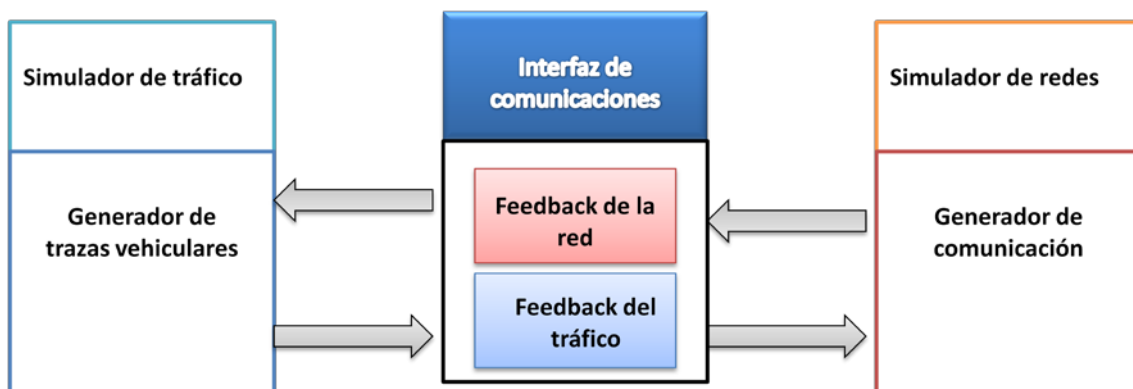 Simulador de tráfico
Interfaz de
comunicaciones
Simulador de redes
Generador de
trazas vehiculares
Feedback de la
red
Feedback del
tráfico
Generador de
comunicación